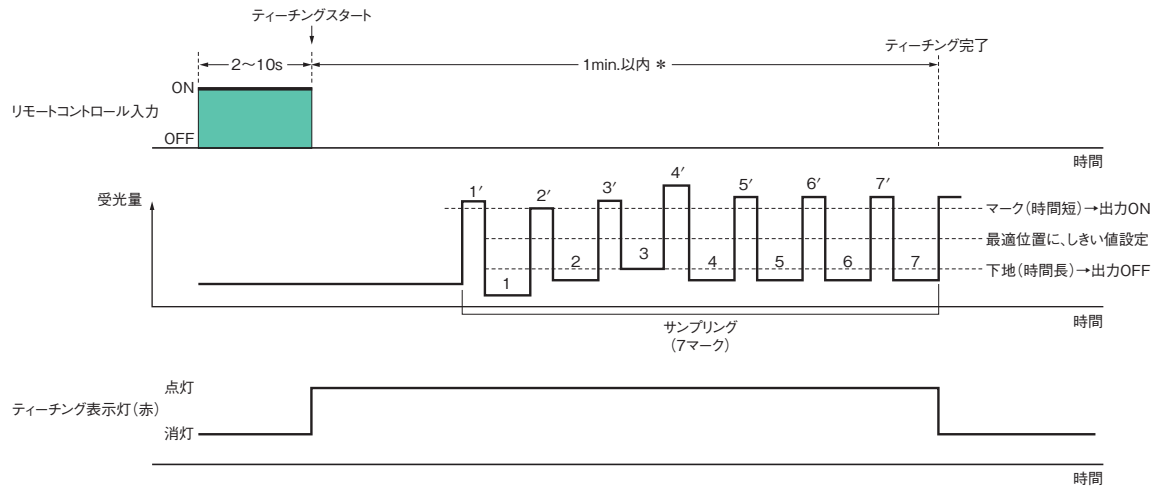 ティーチングスタート
ティーチング完了
2〜10s
1min.以内 *
ON
リモートコントロール入力
OFF
時間
受光量
1′ 2′ 3′ 4′ 5′ 6′ 7′
マーク(時間短)→出力ON
最適位置に、しきい値設定
下地(時間長)→出力OFF
1 2 3 4 5 6 7
時間
サンプリング
(7マーク)
点灯
ティーチング表示灯(赤)
消灯
時間